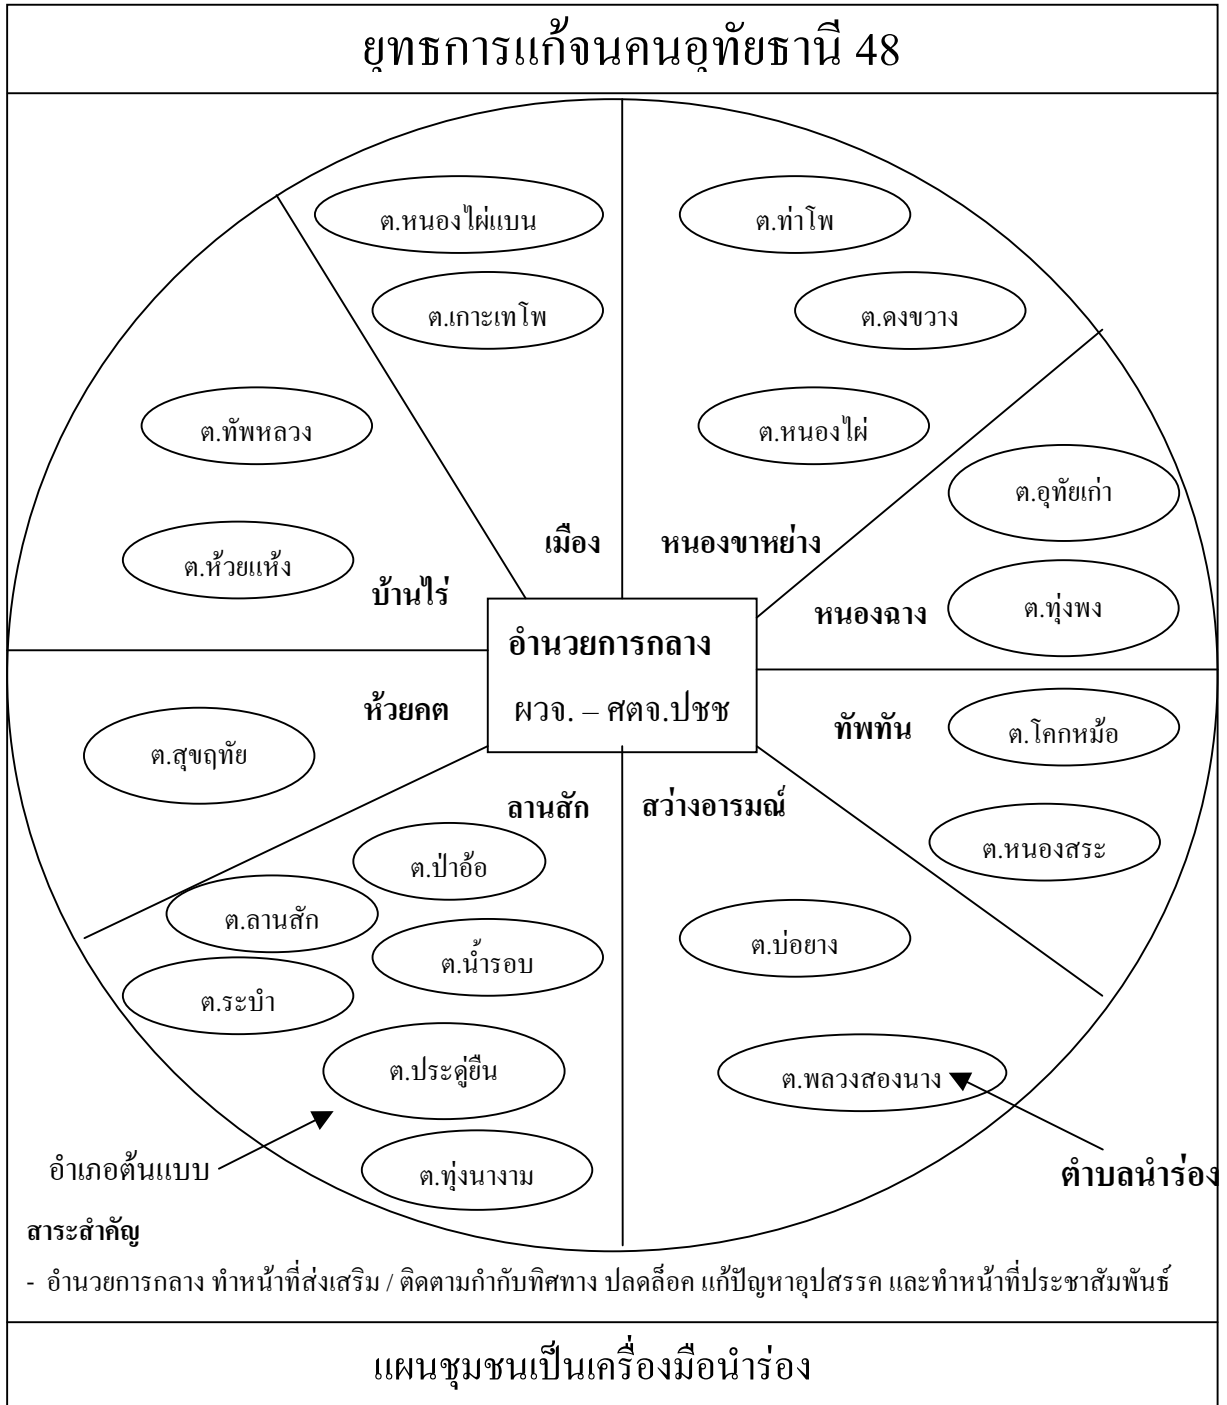 ยุทธการแก้จนคนอุทัยธานี 48
ต.หนองไผ่แบน
ต.ท่าโพ
ต.เกาะเทโพ
ต.ดงขวาง
ต.ทัพหลวง
ต.หนองไผ่
ต.อุทัยเก่า
เมือง
หนองขาหย่าง
ต.ห้วยแห้ง
บ้านไร่
หนองฉาง
ต.ทุ่งพง
อำนวยการกลาง
ผวจ. – ศตจ.ปชช
ห้วยคต
ทัพทัน
ต.โคกหม้อ
ต.สุขฤทัย
ลานสัก
สว่างอารมณ์
ต.หนองสระ
ต.ป่าอ้อ
ต.ลานสัก
ต.น้ำรอบ
ต.บ่อยาง
ต.ระบำ
ต.ประดู่ยืน
ต.พลวงสองนาง
อำเภอต้นแบบ
ต.ทุ่งนางาม
ตำบลนำร่อง
สาระสำคัญ
- อำนวยการกลาง ทำหน้าที่ส่งเสริม / ติดตามกำกับทิศทาง ปลดล็อค แก้ปัญหาอุปสรรค และทำหน้าที่ประชาสัมพันธ์
แผนชุมชนเป็นเครื่องมือนำร่อง